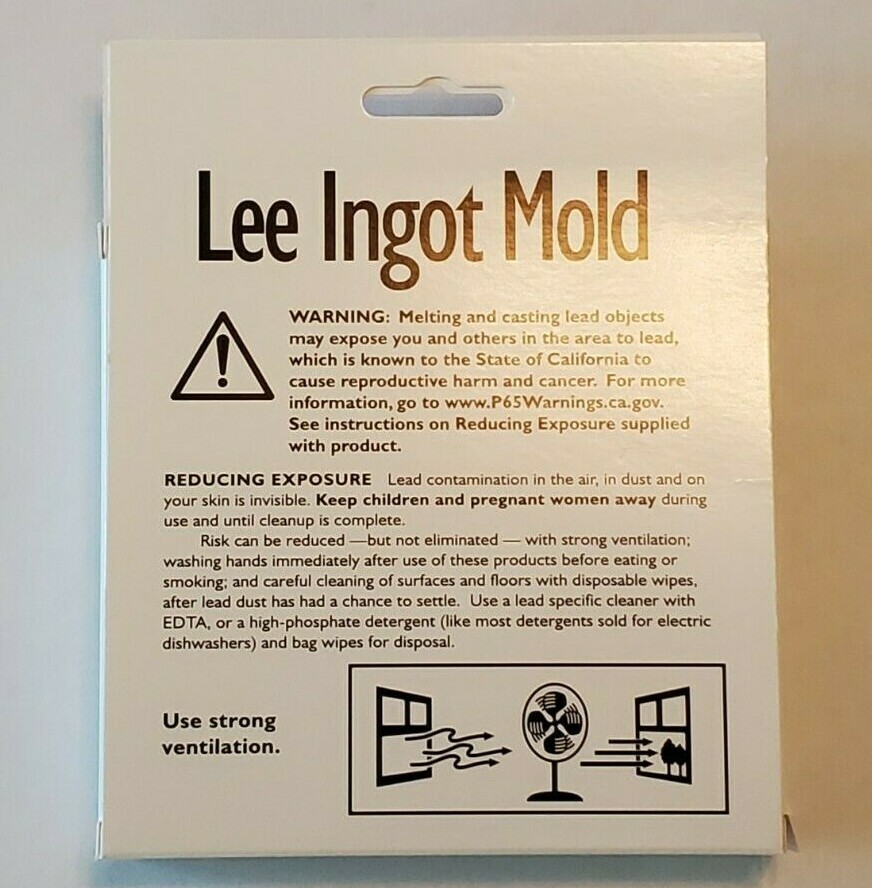 Lee Ingot Mold
WARNING: Melting and casting lead objects
may expose you and others in the area to lead,
which is known to the State of California to
cause reproductive harm and cancer. For more
information, go to www.P65Warnings.ca.gov.
See instructions on Reducing Exposure supplied
with product.
REDUCING EXPOSURE Lead contamination in the air, in dust and on
your skin is invisible. Keep children and pregnant women away during
use and until cleanup is complete.
Risk can be reduced —but not eliminated — with strong ventilation;
washing hands immediately after use of these products before eating or
smoking; and careful cleaning of surfaces and floors with disposable wipes,
after lead dust has had a chance to settle. Use a lead specific cleaner with
EDTA, or a high-phosphate detergent (like most detergents sold for electric
dishwashers) and bag wipes for disposal.
Use strong
ventilation.